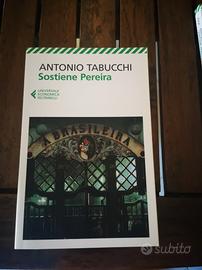 ANTONIO TABUCCHI
Sostiene Pereira
UNIVERSALE
ECONOMICA
FELTRINELLI
A BRASILEIRA
subito